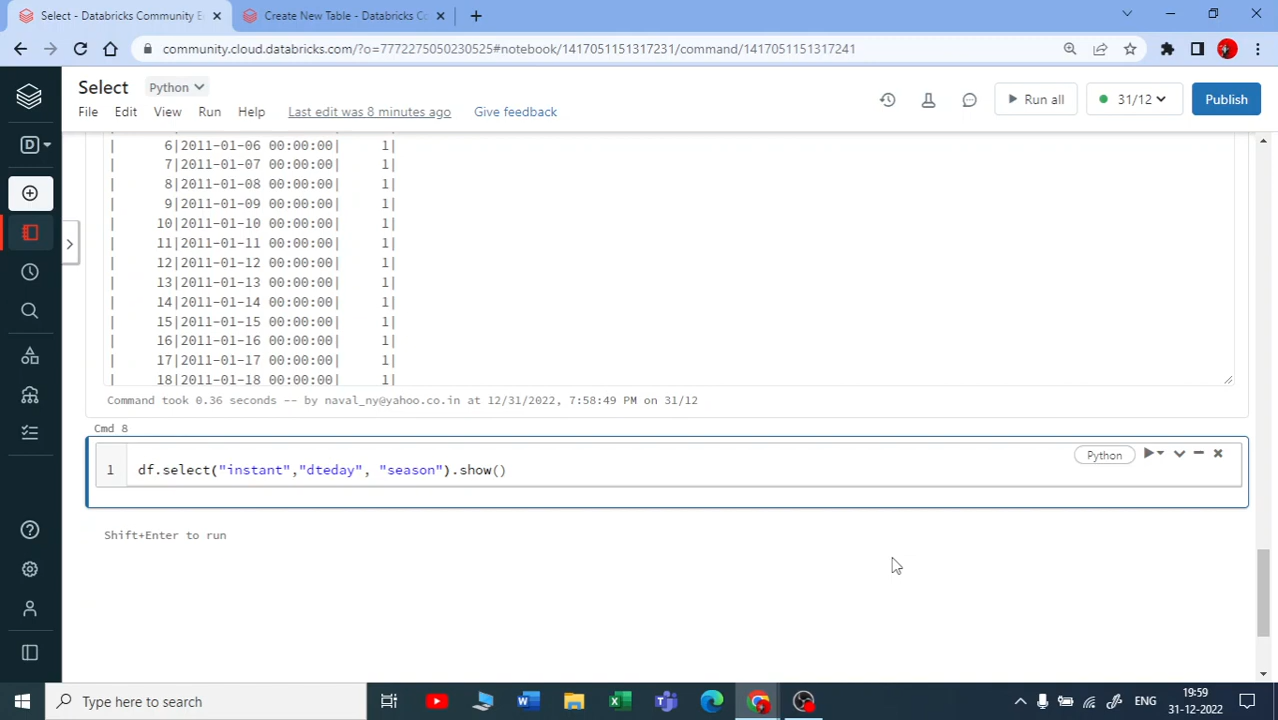 Select - Databricks Community E
Create New Table - Databricks Co
community.cloud.databricks.com/?o=7772275050230525#notebook/1417051151317231/command/1417051151317241
Select Python
File Edit View Run Help Last edit was 8 minutes ago Give feedback
Run all 31/12 Publish
D
| 6|2011-01-06 00:00:00| 1|
| 7|2011-01-07 00:00:00| 1|
| 8|2011-01-08 00:00:00| 1|
| 9|2011-01-09 00:00:00| 1|
| 10|2011-01-10 00:00:00| 1|
| 11|2011-01-11 00:00:00| 1|
| 12|2011-01-12 00:00:00| 1|
| 13|2011-01-13 00:00:00| 1|
| 14|2011-01-14 00:00:00| 1|
| 15|2011-01-15 00:00:00| 1|
| 16|2011-01-16 00:00:00| 1|
| 17|2011-01-17 00:00:00| 1|
| 18|2011-01-18 00:00:00| 1|
Command took 0.36 seconds -- by naval_ny@yahoo.co.in at 12/31/2022, 7:58:49 PM on 31/12
Cmd 8
Python
1 df.select("instant","dteday", "season").show()
Shift+Enter to run
Type here to search
ENG
19:59
31-12-2022